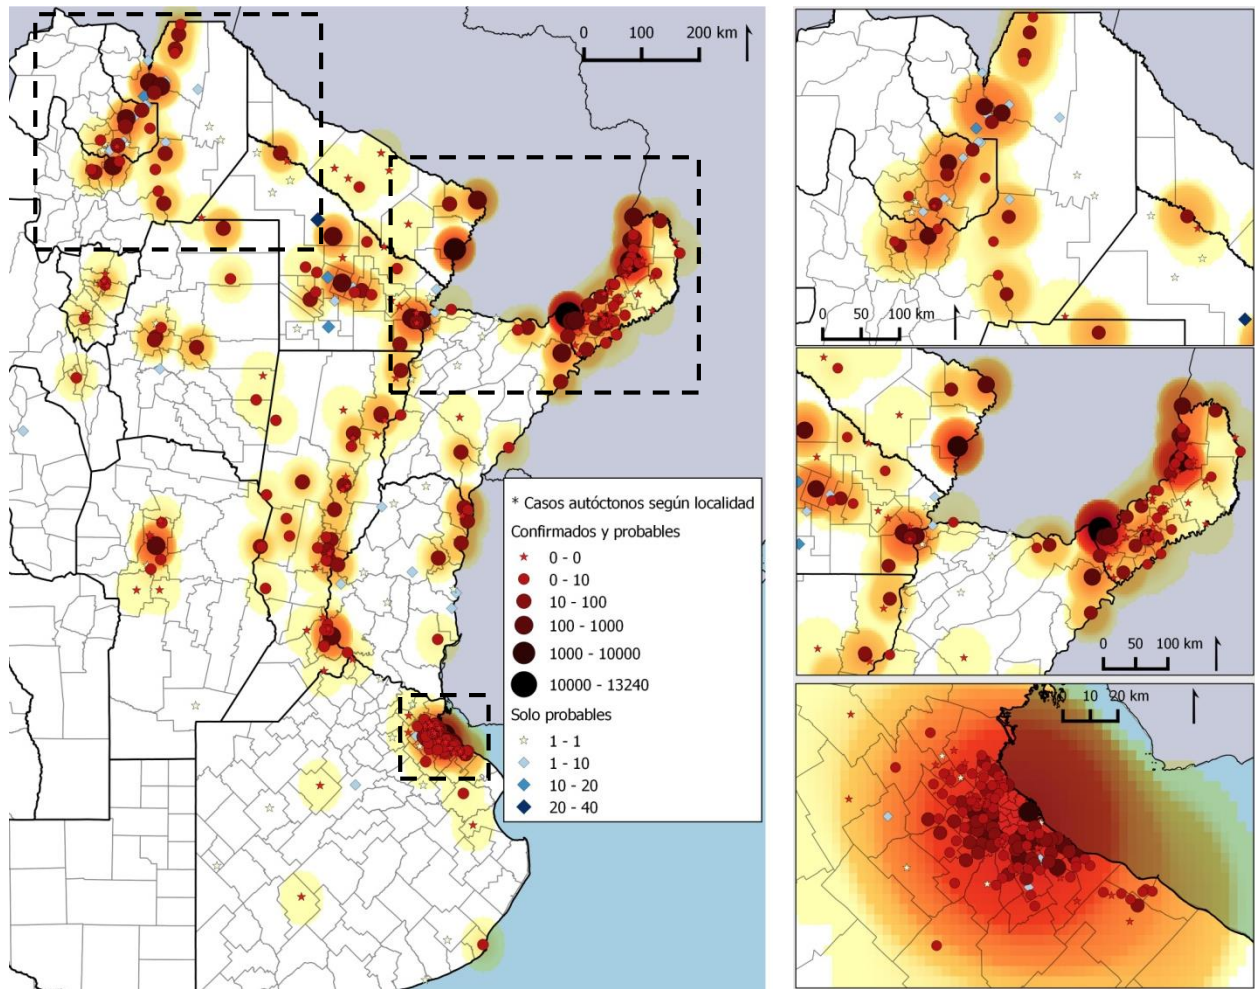 0 100 200 km
* Casos autóctonos según localidad
Confirmados y probables
0 - 0
0 - 10
10 - 100
100 - 1000
1000 - 10000
10000 - 13240
Solo probables
1 - 1
1 - 10
10 - 20
20 - 40
0 50 100 km
0 50 100 km
0 10 20 km